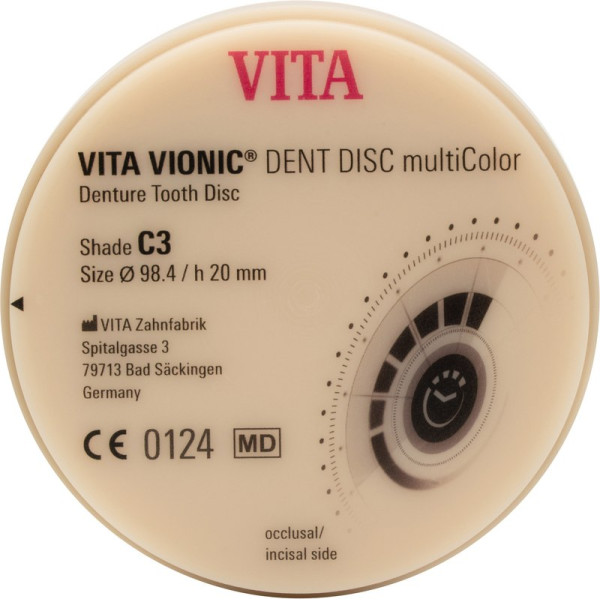 VITA
VITA VIONIC® DENT DISC multiColor
Denture Tooth Disc
Shade C3
Size Ø 98.4 / h 20 mm
VITA Zahnfabrik
Spitalgasse 3
79713 Bad Säckingen
Germany
CE 0124 MD
occlusal/
incisal side